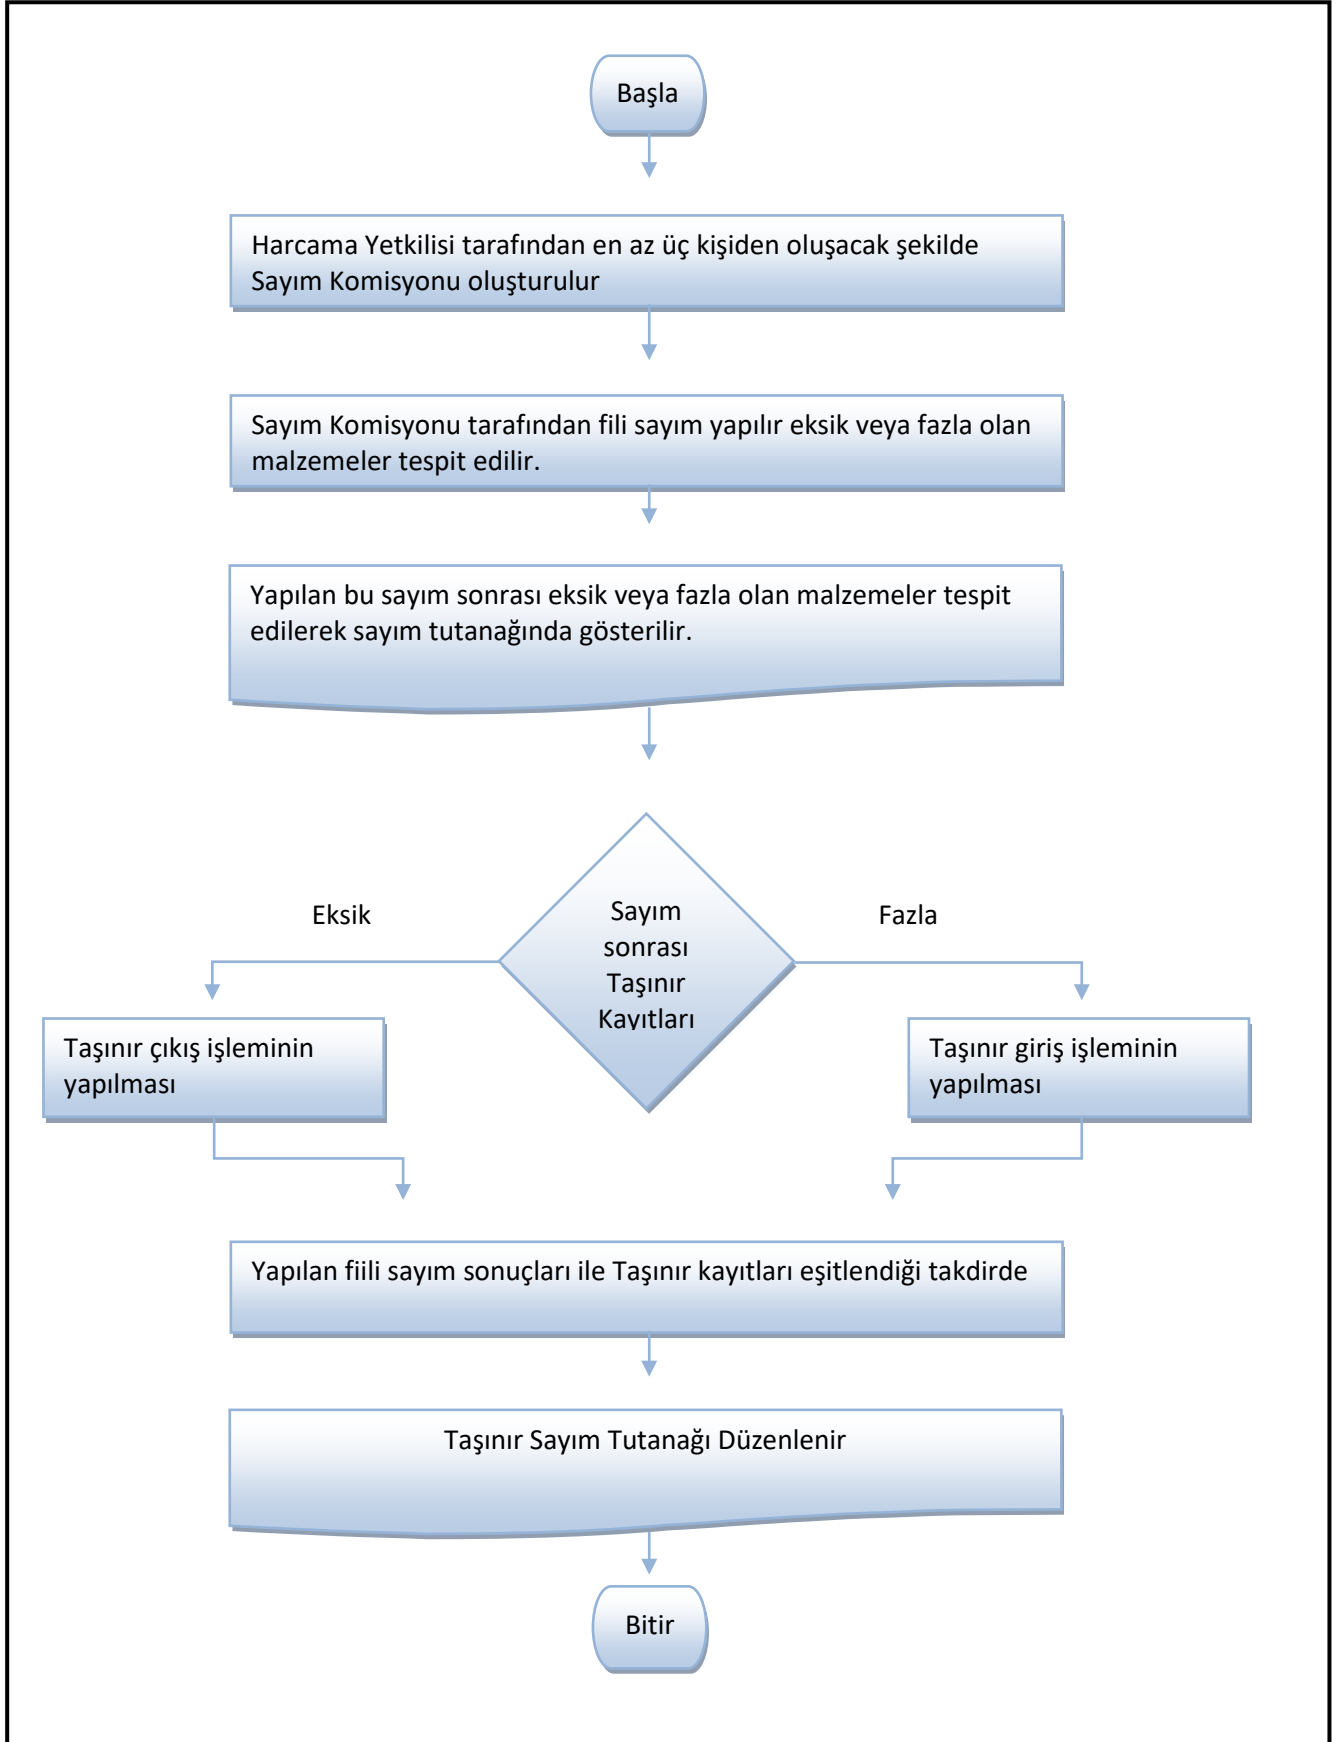 Başla
Harcama Yetkilisi tarafından en az üç kişiden oluşacak şekilde
Sayım Komisyonu oluşturulur
Sayım Komisyonu tarafından fili sayım yapılır eksik veya fazla olan
malzemeler tespit edilir.
Yapılan bu sayım sonrası eksik veya fazla olan malzemeler tespit
edilerek sayım tutanağında gösterilir.
Eksik
Sayım
sonrası
Taşınır
Kayıtları
Fazla
Taşınır çıkış işleminin
yapılması
Taşınır giriş işleminin
yapılması
Yapılan fiili sayım sonuçları ile Taşınır kayıtları eşitlendiği takdirde
Taşınır Sayım Tutanağı Düzenlenir
Bitir